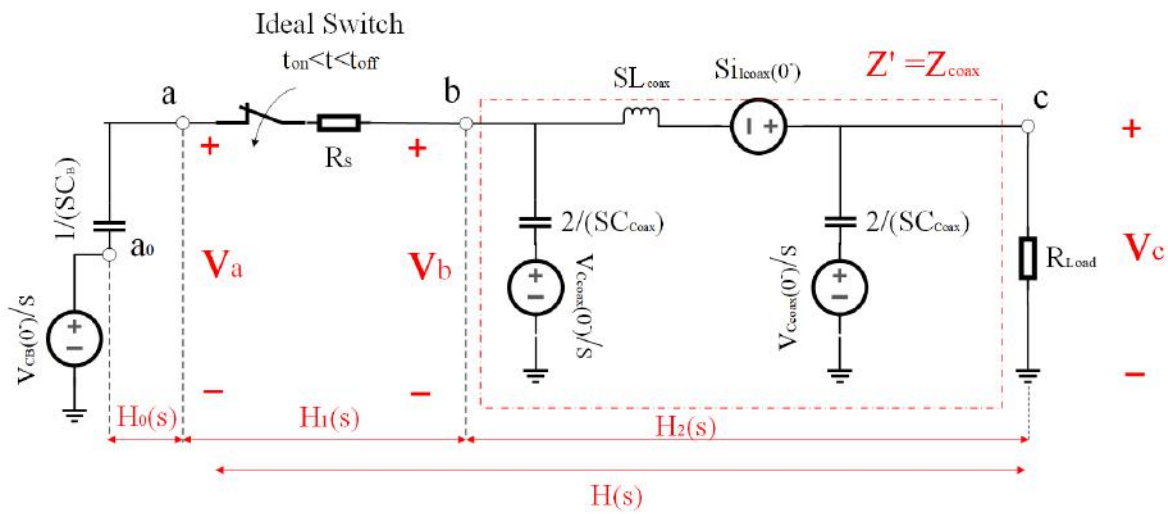 Ideal Switch
ton<t<toff
a
b
c
SLcoax
Silcoax(0⁻)
Z' =Zcoax
Rs
1/(SCB)
a0
VCB(0⁻)/S
+
+
+
Va
Vb
Vc
2/(SCCoax)
VCcoax(0⁻)/S
2/(SCCoax)
VCcoax(0⁻)/S
RLoad
−
−
−
H0(s)
H1(s)
H2(s)
H(s)